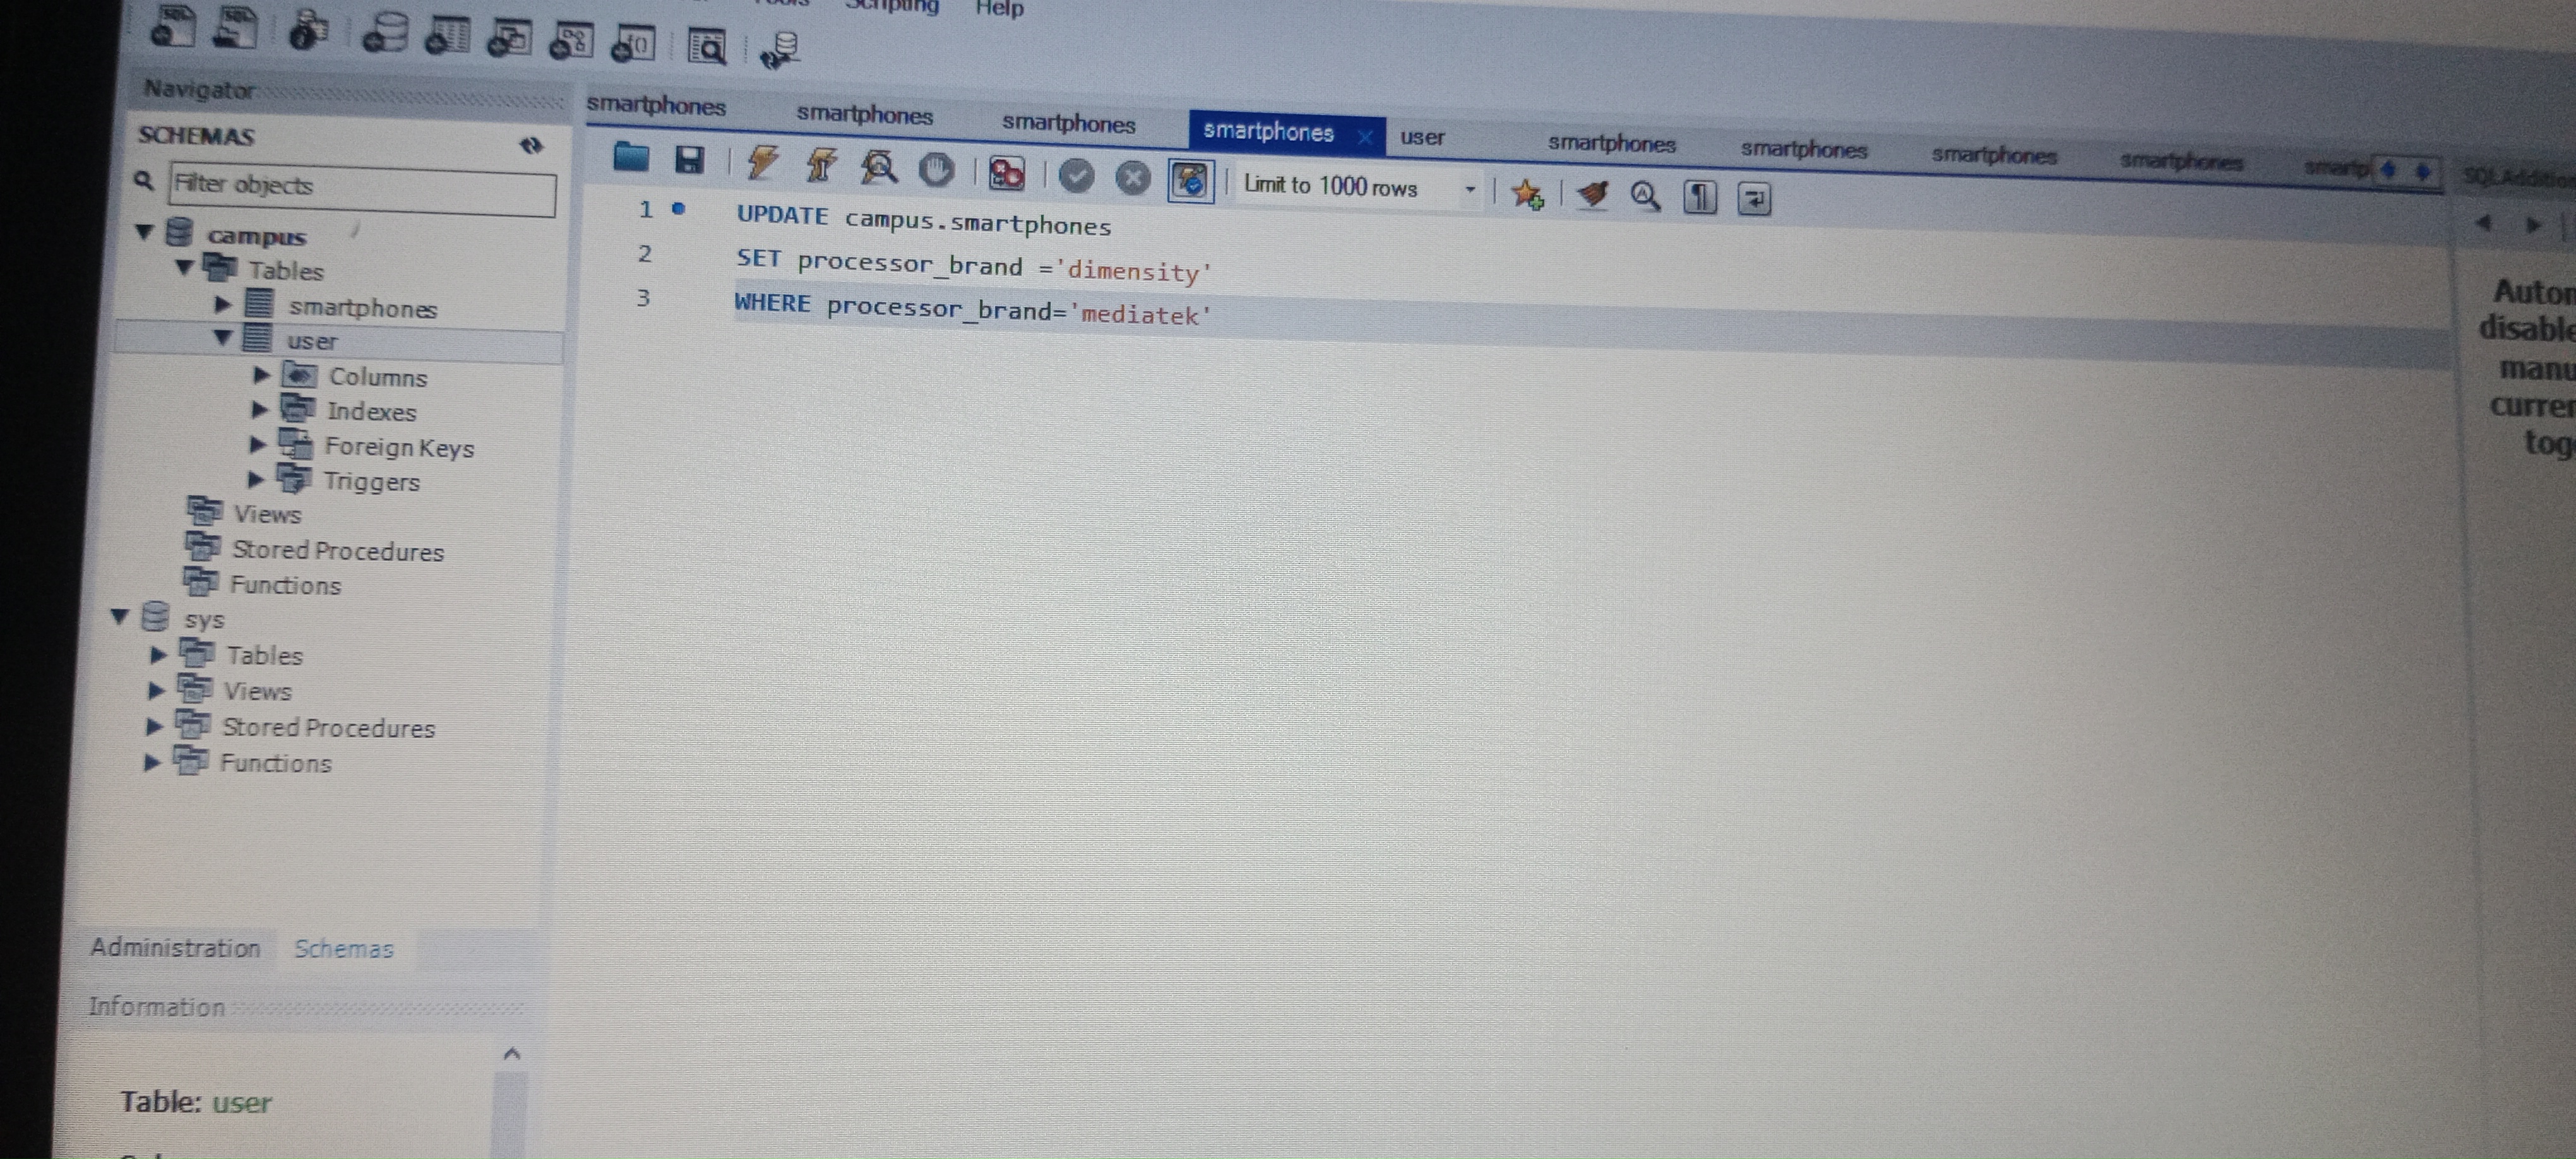 Scripting Help
Navigator
SCHEMAS
Filter objects
campus
Tables
smartphones
user
Columns
Indexes
Foreign Keys
Triggers
Views
Stored Procedures
Functions
sys
Tables
Views
Stored Procedures
Functions
Administration Schemas
Information
Table: user
smartphones smartphones smartphones smartphones user smartphones smartphones smartphones smartphones smartp
Limit to 1000 rows
1 UPDATE campus.smartphones
2 SET processor_brand ='dimensity'
3 WHERE processor_brand='mediatek'
SQLAddition
Autom
disable
manu
curren
tog